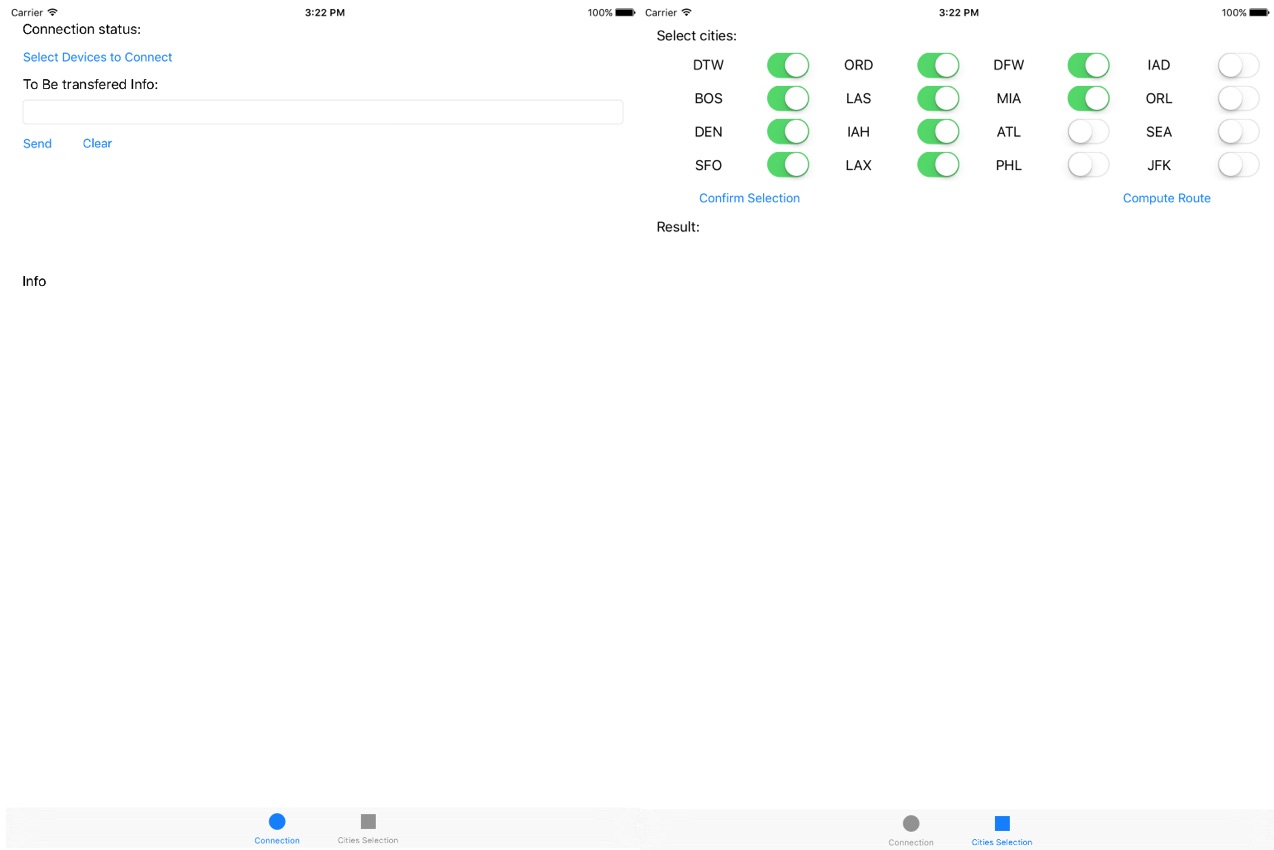 Carrier 3:22 PM 100%
Connection status:
Select Devices to Connect
To Be transfered Info:
Send Clear
Info
Connection Cities Selection
Carrier 3:22 PM 100%
Select cities:
DTW ORD DFW IAD
BOS LAS MIA ORL
DEN IAH ATL SEA
SFO LAX PHL JFK
Confirm Selection Compute Route
Result:
Connection Cities Selection